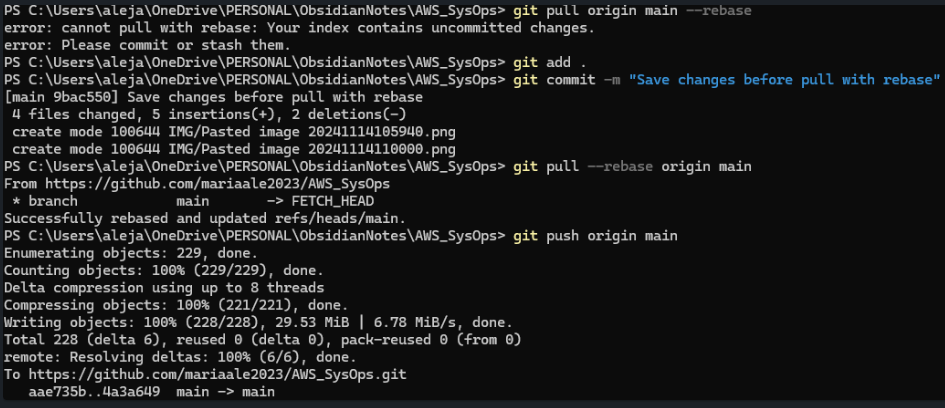 PS C:\Users\aleja\OneDrive\PERSONAL\ObsidianNotes\AWS_SysOps> git pull origin main --rebase
error: cannot pull with rebase: Your index contains uncommitted changes.
error: Please commit or stash them.
PS C:\Users\aleja\OneDrive\PERSONAL\ObsidianNotes\AWS_SysOps> git add .
PS C:\Users\aleja\OneDrive\PERSONAL\ObsidianNotes\AWS_SysOps> git commit -m "Save changes before pull with rebase"
[main 9bac550] Save changes before pull with rebase
 4 files changed, 5 insertions(+), 2 deletions(-)
 create mode 100644 IMG/Pasted image 20241114105940.png
 create mode 100644 IMG/Pasted image 20241114110000.png
PS C:\Users\aleja\OneDrive\PERSONAL\ObsidianNotes\AWS_SysOps> git pull --rebase origin main
From https://github.com/mariaale2023/AWS_SysOps
 * branch            main       -> FETCH_HEAD
Successfully rebased and updated refs/heads/main.
PS C:\Users\aleja\OneDrive\PERSONAL\ObsidianNotes\AWS_SysOps> git push origin main
Enumerating objects: 229, done.
Counting objects: 100% (229/229), done.
Delta compression using up to 8 threads
Compressing objects: 100% (221/221), done.
Writing objects: 100% (228/228), 29.53 MiB | 6.78 MiB/s, done.
Total 228 (delta 6), reused 0 (delta 0), pack-reused 0 (from 0)
remote: Resolving deltas: 100% (6/6), done.
To https://github.com/mariaale2023/AWS_SysOps.git
   aae735b..4a3a649  main -> main